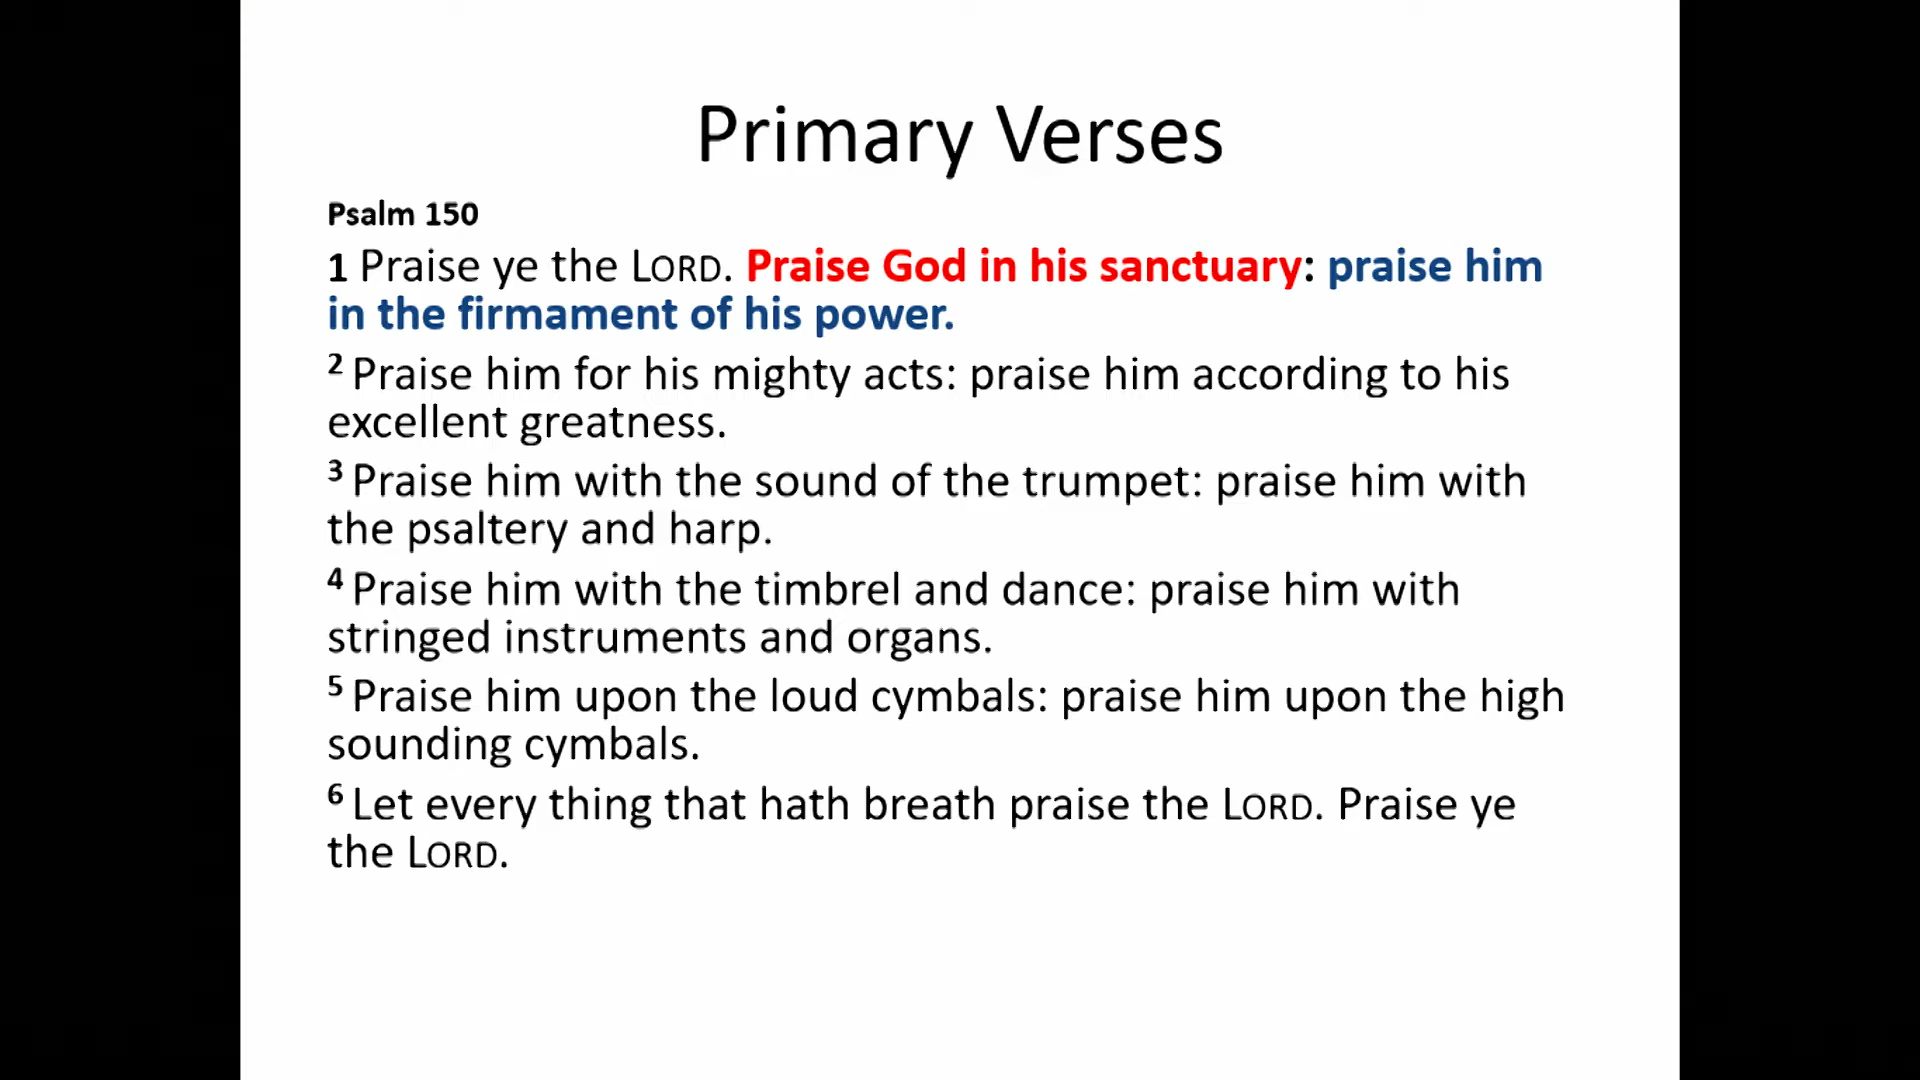 Primary Verses
Psalm 150
1 Praise ye the LORD. Praise God in his sanctuary: praise him
in the firmament of his power.
2 Praise him for his mighty acts: praise him according to his
excellent greatness.
3 Praise him with the sound of the trumpet: praise him with
the psaltery and harp.
4 Praise him with the timbrel and dance: praise him with
stringed instruments and organs.
5 Praise him upon the loud cymbals: praise him upon the high
sounding cymbals.
6 Let every thing that hath breath praise the LORD. Praise ye
the LORD.